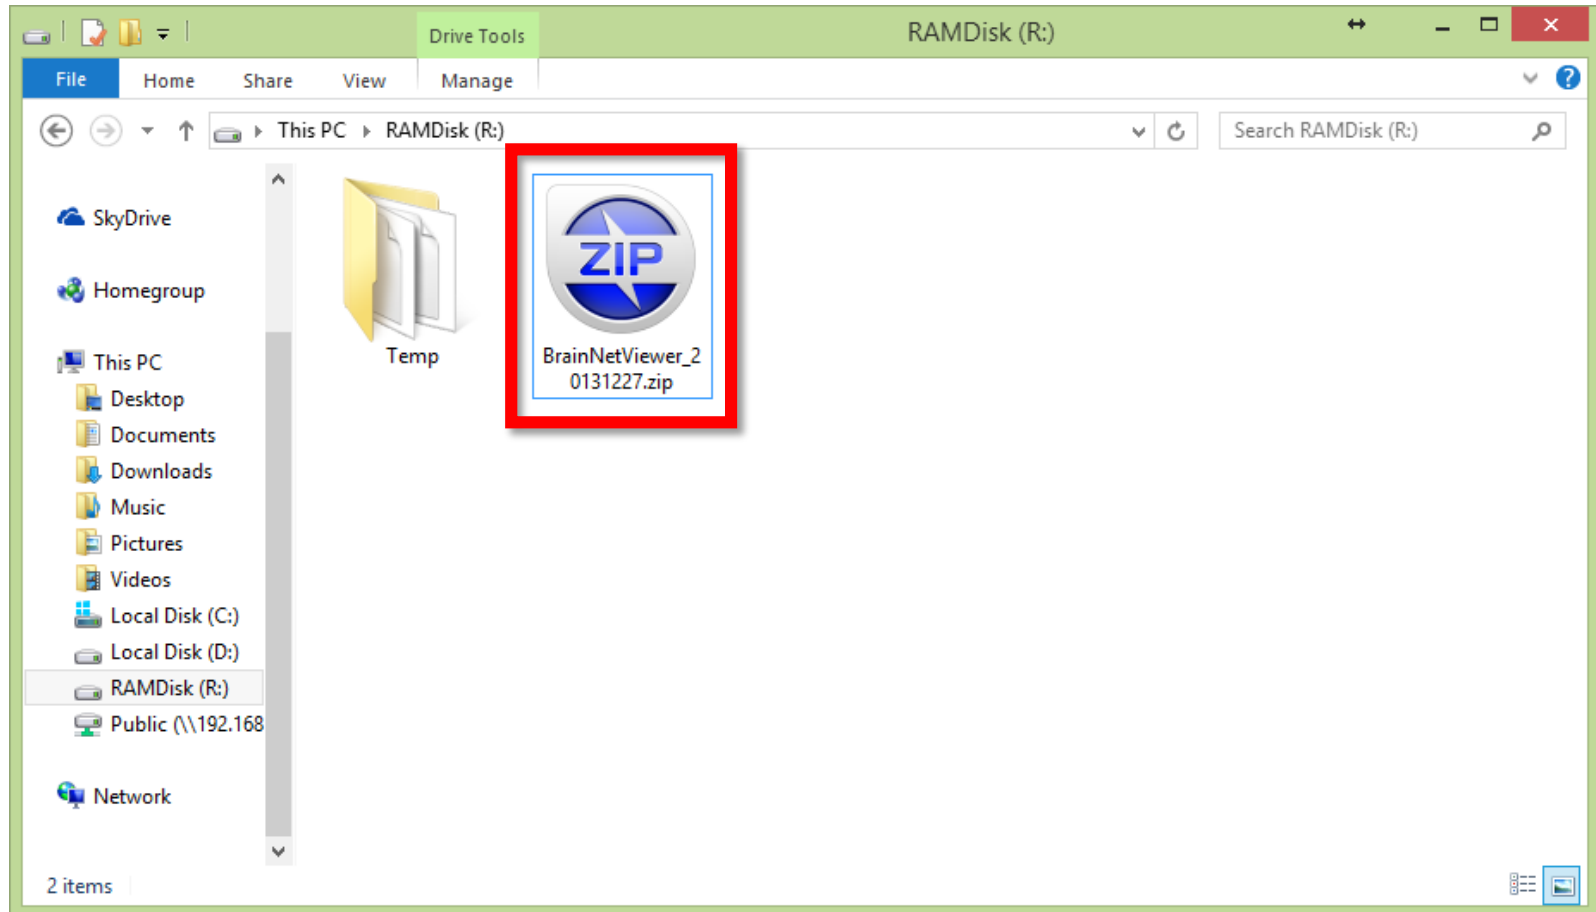 RAMDisk (R:)
Drive Tools
File
Home
Share
View
Manage
This PC
RAMDisk (R:)
Search RAMDisk (R:)
SkyDrive
Homegroup
This PC
Desktop
Documents
Downloads
Music
Pictures
Videos
Local Disk (C:)
Local Disk (D:)
RAMDisk (R:)
Public (\\192.168
Network
Temp
ZIP
BrainNetViewer_2
0131227.zip
2 items